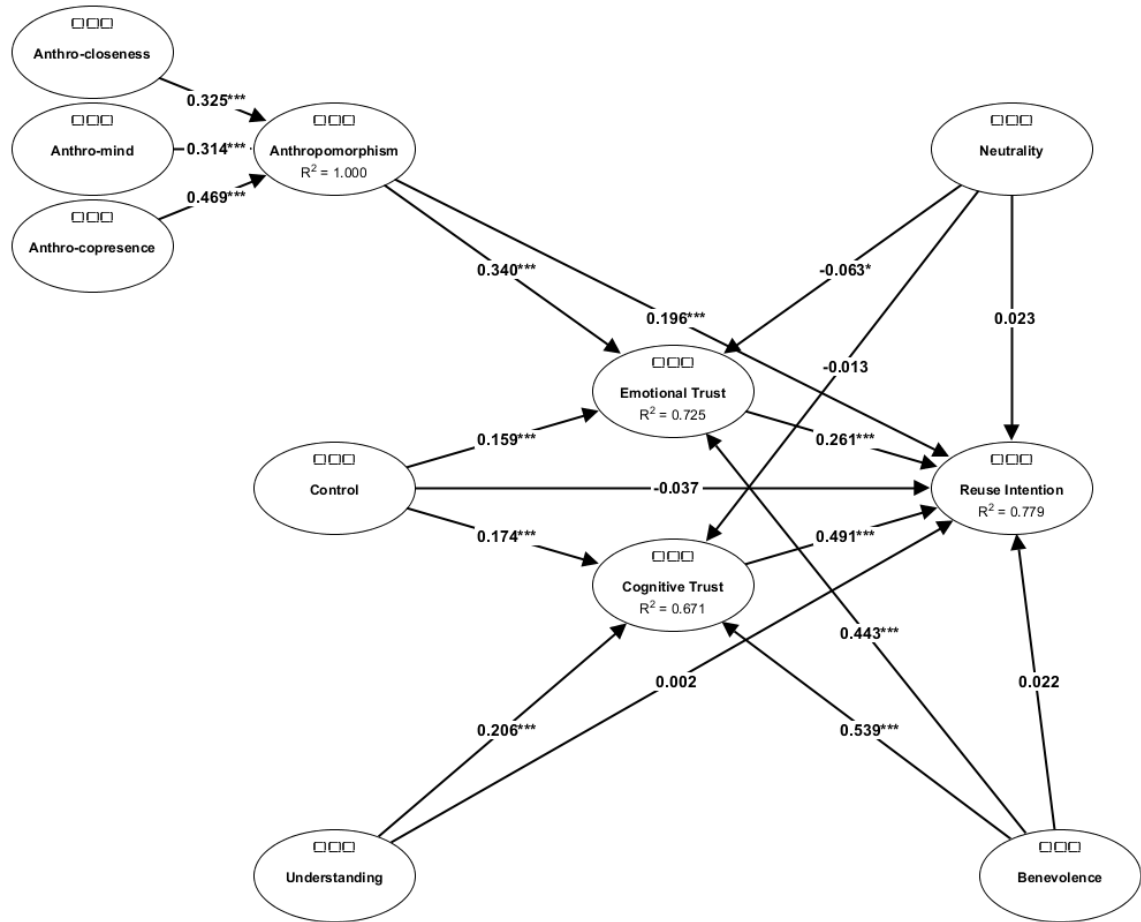 Anthro-closeness
0.325***
Anthro-mind
0.314***
Anthropomorphism
R² = 1.000
Neutrality
0.469***
Anthro-copresence
0.340***
-0.063*
0.196***
0.023
-0.013
Emotional Trust
R² = 0.725
0.159***
0.261***
Control
-0.037
Reuse Intention
R² = 0.779
0.174***
0.491***
Cognitive Trust
R² = 0.671
0.443***
0.002
0.022
0.206***
0.539***
Understanding
Benevolence